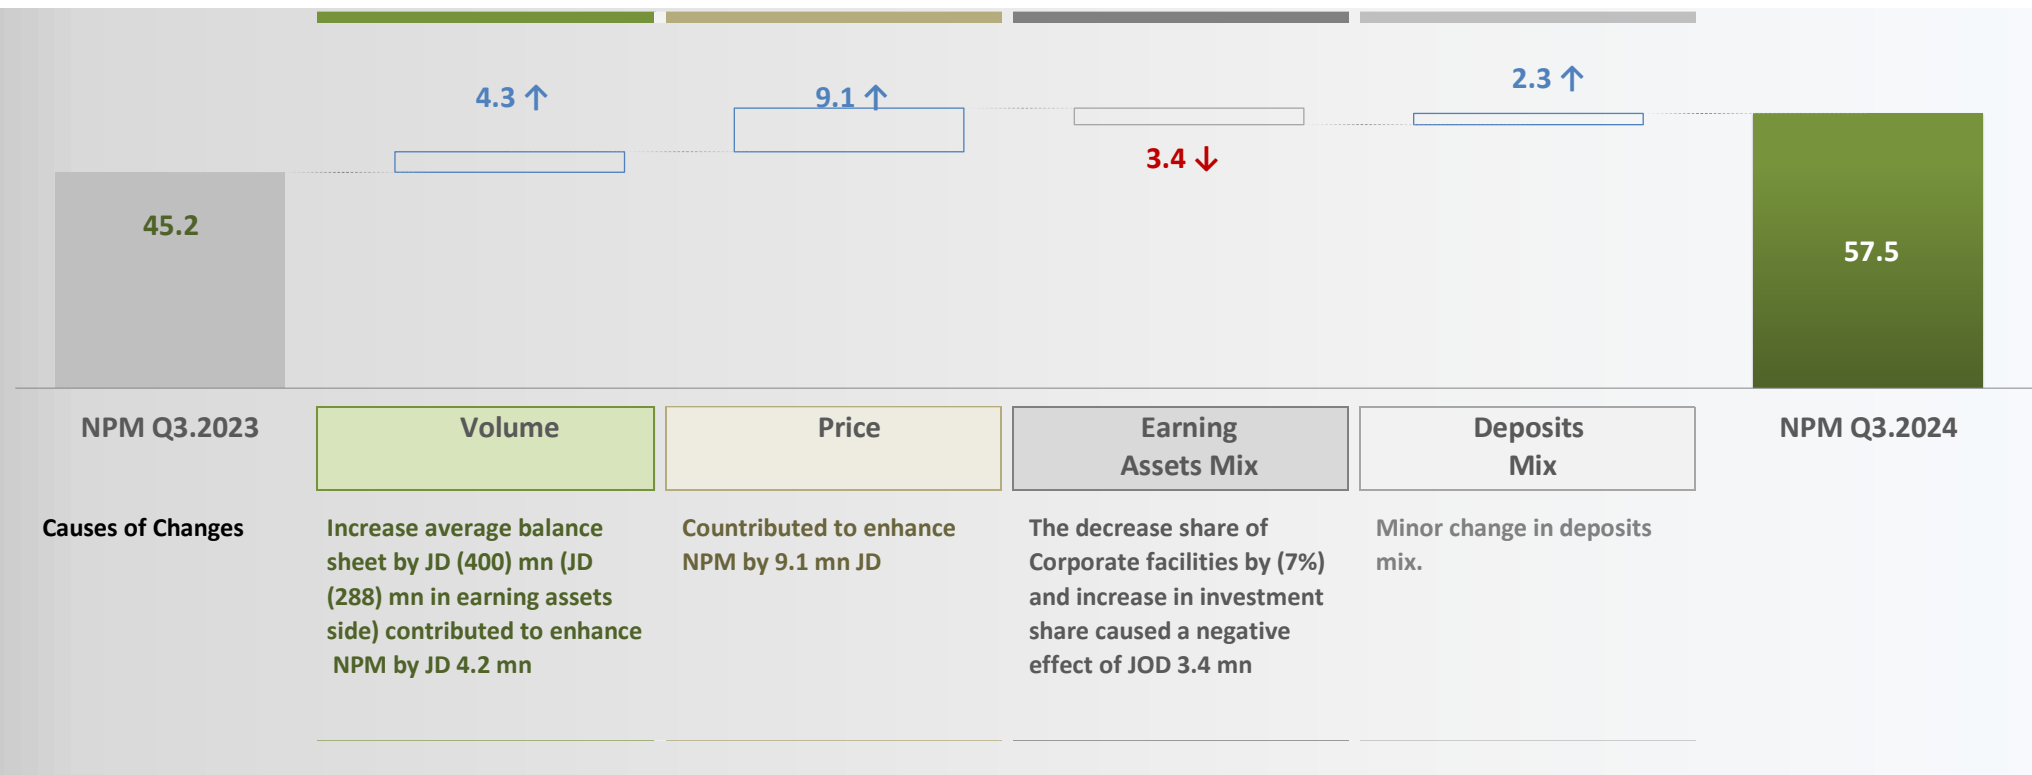 4.3 ↑
9.1 ↑
3.4 ↓
2.3 ↑
45.2
57.5
NPM Q3.2023
Volume
Price
Earning
Assets Mix
Deposits
Mix
NPM Q3.2024
Causes of Changes
Increase average balance
sheet by JD (400) mn (JD
(288) mn in earning assets
side) contributed to enhance
NPM by JD 4.2 mn
Countributed to enhance
NPM by 9.1 mn JD
The decrease share of
Corporate facilities by (7%)
and increase in investment
share caused a negative
effect of JOD 3.4 mn
Minor change in deposits
mix.